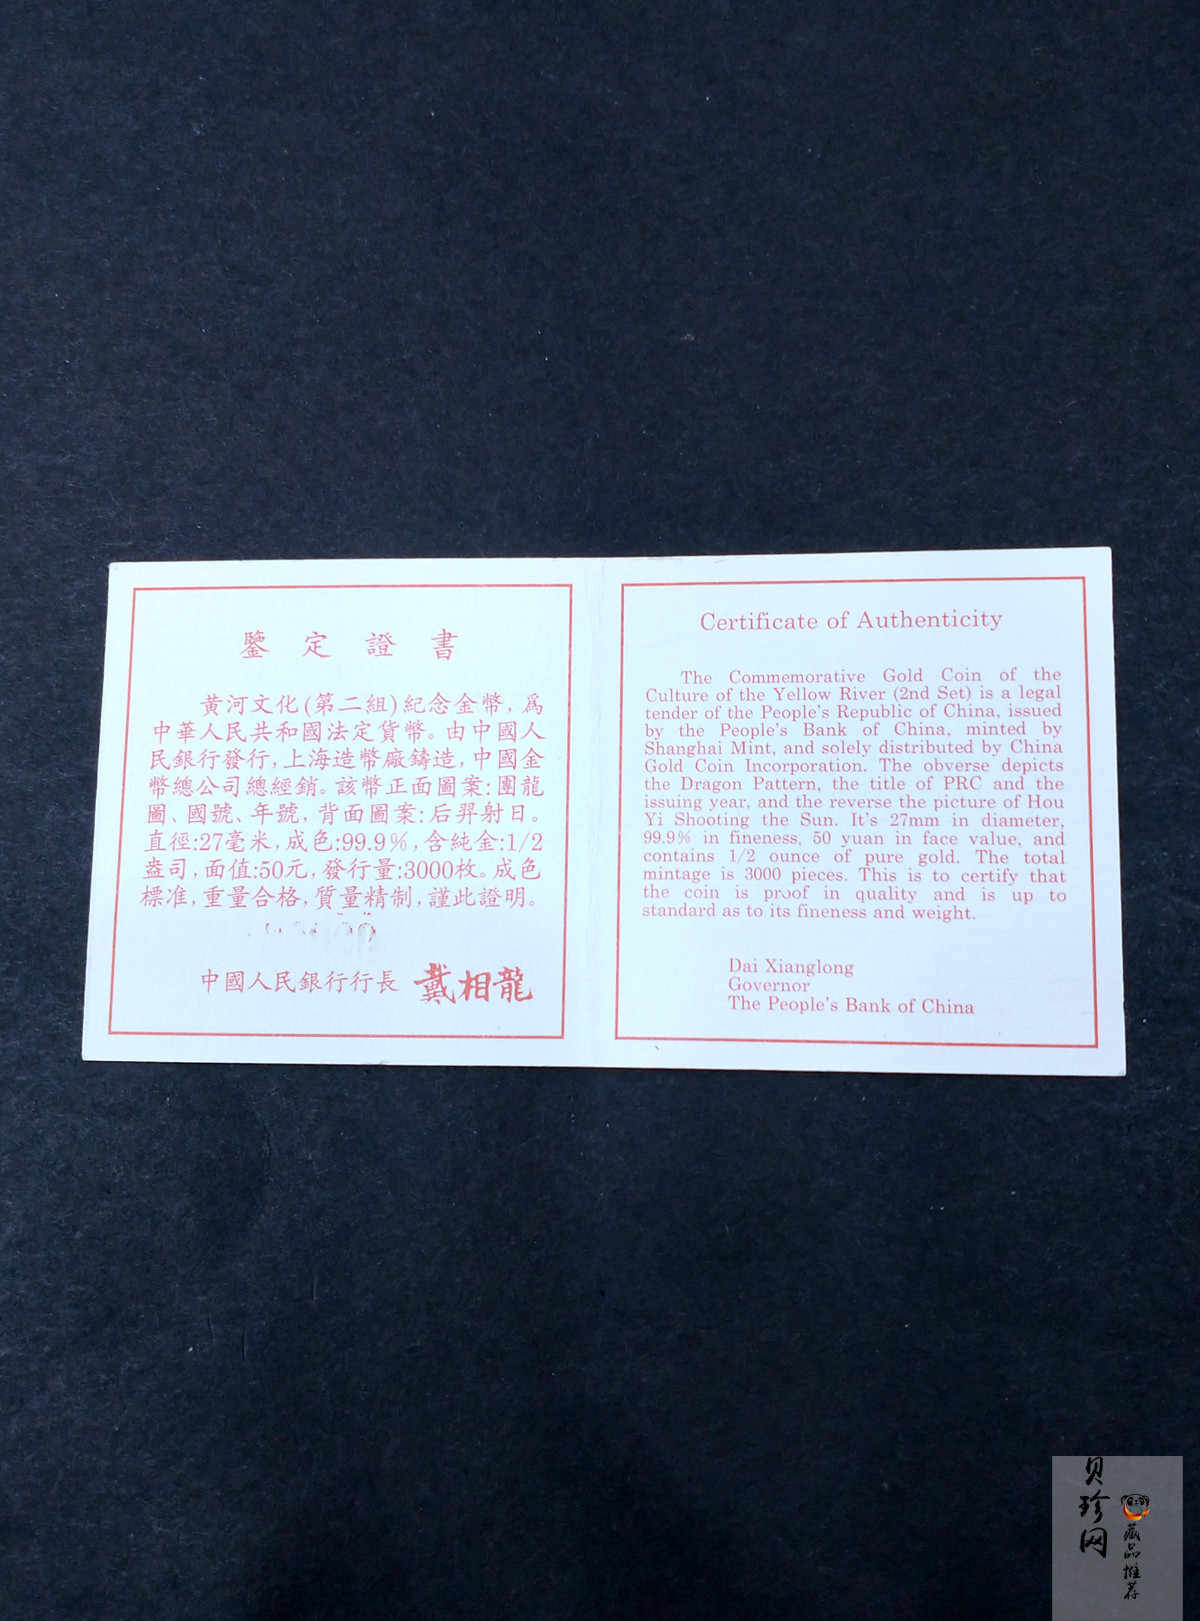 鑒定證書
黄河文化(第二組)紀念金幣，爲
中華人民共和國法定貨幣。由中國人
民銀行發行，上海造幣廠鑄造，中國金
幣總公司總經銷。該幣正面圖案:團龍
圖、國號、年號，背面圖案:后羿射日。
直徑:27毫米，成色:99.9%，含純金:1/2
盎司，面值:50元，發行量:3000枚。成色
標准，重量合格，質量精制，謹此證明。
中國人民銀行行長 戴相龍
Certificate of Authenticity
The Commemorative Gold Coin of the
Culture of the Yellow River (2nd Set) is a legal
tender of the People's Republic of China, issued
by the People's Bank of China, minted by
Shanghai Mint, and solely distributed by China
Gold Coin Incorporation. The obverse depicts
the Dragon Pattern, the title of PRC and the
issuing year, and the reverse the picture of Hou
Yi Shooting the Sun. It's 27mm in diameter,
99.9% in fineness, 50 yuan in face value, and
contains 1/2 ounce of pure gold. The total
mintage is 3000 pieces. This is to certify that
the coin is proof in quality and is up to
standard as to its fineness and weight.
Dai Xianglong
Governor
The People's Bank of China
贝珍网
藏品推荐